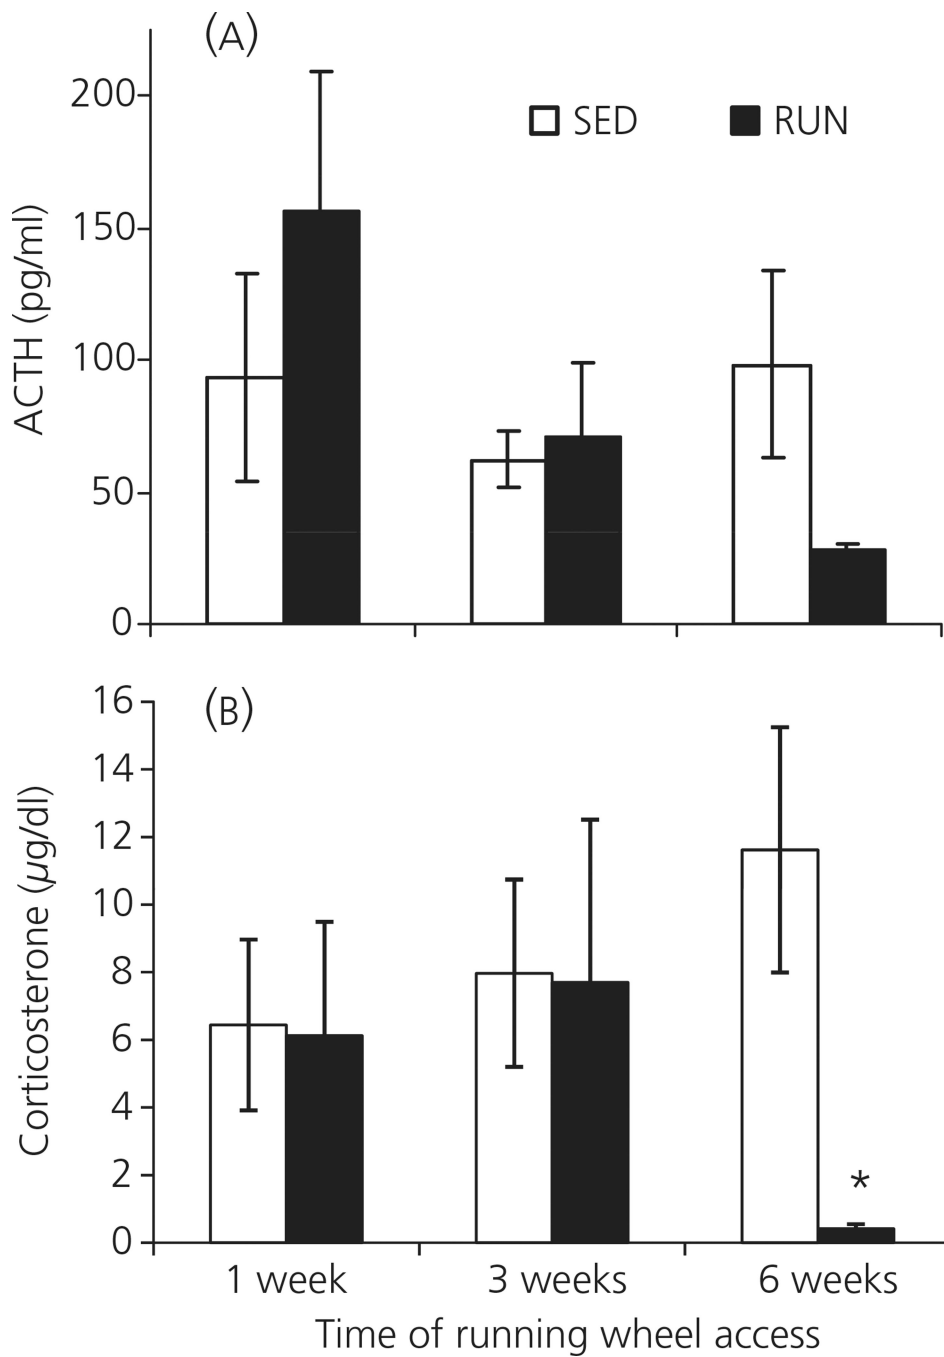 (A)
200
SED
RUN
150
100
50
0
ACTH (pg/ml)
(B)
16
14
12
10
8
6
4
2
0
*
Corticosterone (µg/dl)
1 week
3 weeks
6 weeks
Time of running wheel access